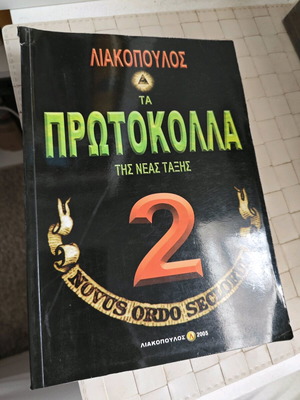 ΛΙΑΚΟΠΟΥΛΟΣ
ΤΑ
ΠΡΩΤΟΚΟΛΛΑ
ΤΗΣ ΝΕΑΣ ΤΑΞΗΣ
2
NOVUS ORDO SECLORUM
ΛΙΑΚΟΠΟΥΛΟΣ 2005